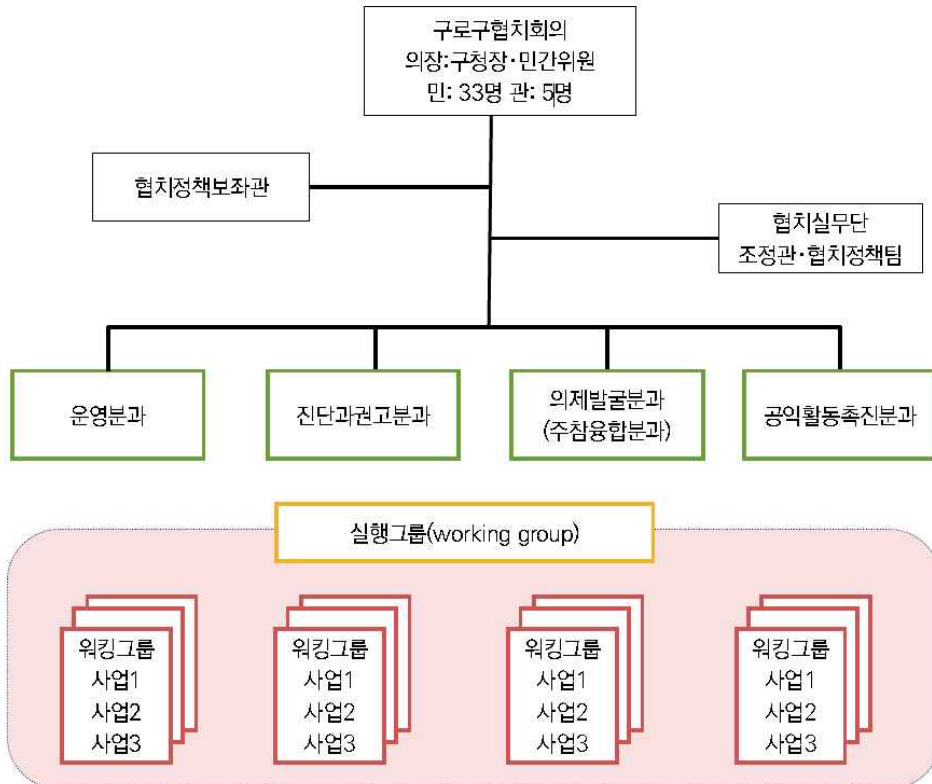 구로구협치회의
의장:구청장·민간위원
민: 33명 관: 5명
협치정책보좌관
협치실무단
조정관·협치정책팀
운영분과
진단과권고분과
의제발굴분과
(주참융합분과)
공익활동촉진분과
실행그룹(working group)
워킹그룹
사업1
사업2
사업3
워킹그룹
사업1
사업2
사업3
워킹그룹
사업1
사업2
사업3
워킹그룹
사업1
사업2
사업3